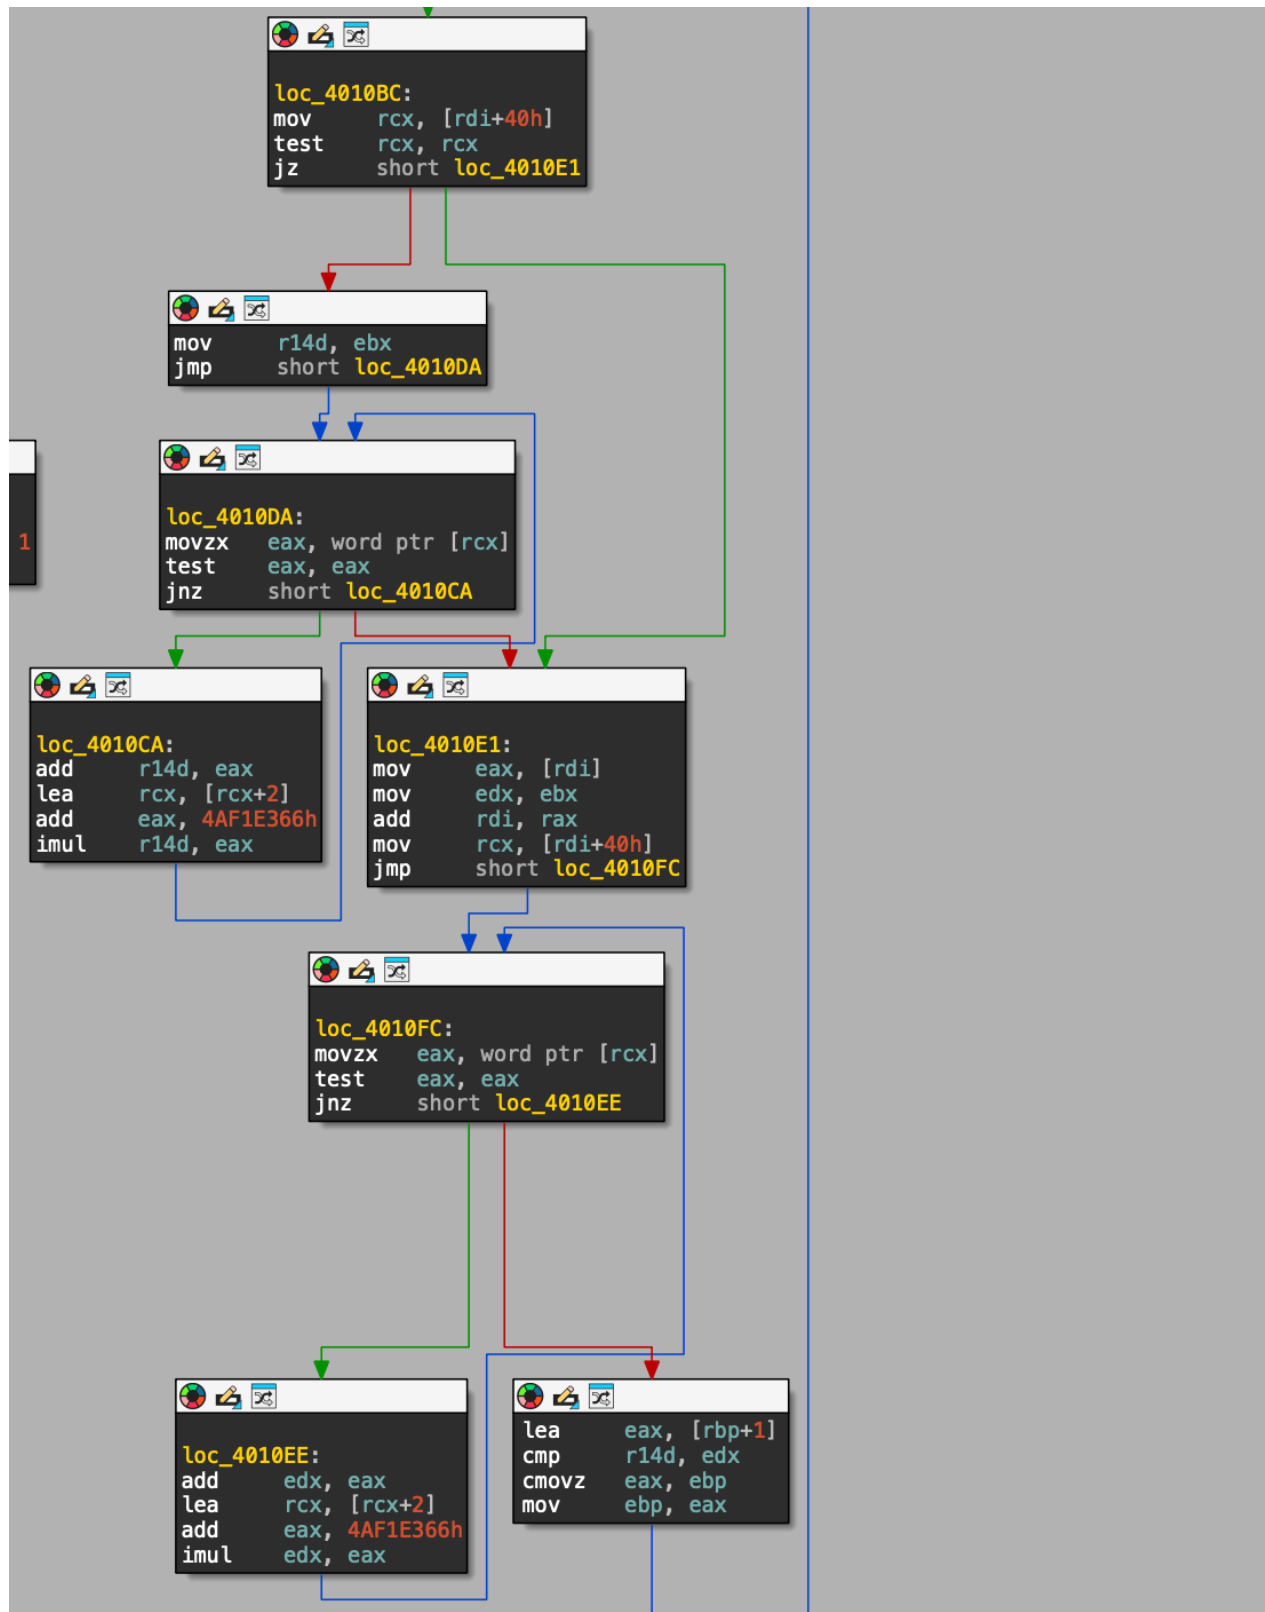 loc_4010BC:
mov rcx, [rdi+40h]
test rcx, rcx
jz short loc_4010E1
mov r14d, ebx
jmp short loc_4010DA
1
loc_4010DA:
movzx eax, word ptr [rcx]
test eax, eax
jnz short loc_4010CA
loc_4010CA:
add r14d, eax
lea rcx, [rcx+2]
add eax, 4AF1E366h
imul r14d, eax
loc_4010E1:
mov eax, [rdi]
mov edx, ebx
add rdi, rax
mov rcx, [rdi+40h]
jmp short loc_4010FC
loc_4010FC:
movzx eax, word ptr [rcx]
test eax, eax
jnz short loc_4010EE
loc_4010EE:
add edx, eax
lea rcx, [rcx+2]
add eax, 4AF1E366h
imul edx, eax
lea eax, [rbp+1]
cmp r14d, edx
cmovz eax, ebp
mov ebp, eax